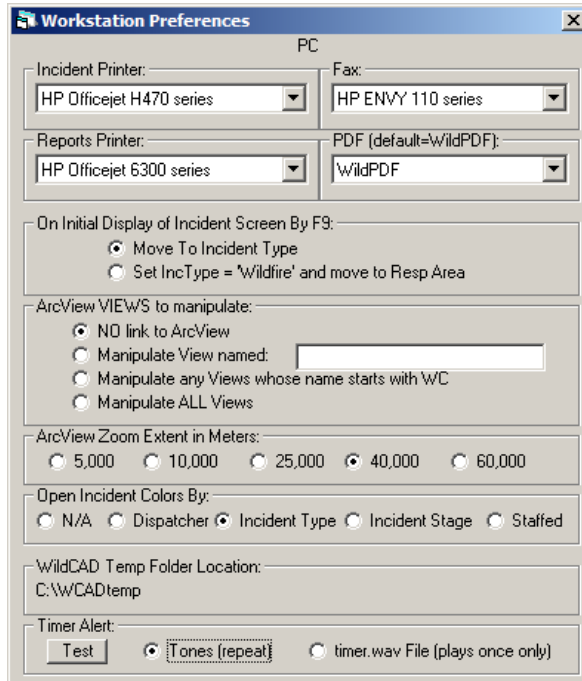 Workstation Preferences
PC
Incident Printer: Fax:
HP Officejet H470 series HP ENVY 110 series
Reports Printer: PDF (default=WildPDF):
HP Officejet 6300 series WildPDF
On Initial Display of Incident Screen By F9:
Move To Incident Type
Set IncType = 'Wildfire' and move to Resp Area
ArcView VIEWS to manipulate:
NO link to ArcView
Manipulate View named:
Manipulate any Views whose name starts with WC
Manipulate ALL Views
ArcView Zoom Extent in Meters:
5,000 10,000 25,000 40,000 60,000
Open Incident Colors By:
N/A Dispatcher Incident Type Incident Stage Staffed
WildCAD Temp Folder Location:
C:\WCADtemp
Timer Alert:
Test Tones (repeat) timer.wav File (plays once only)